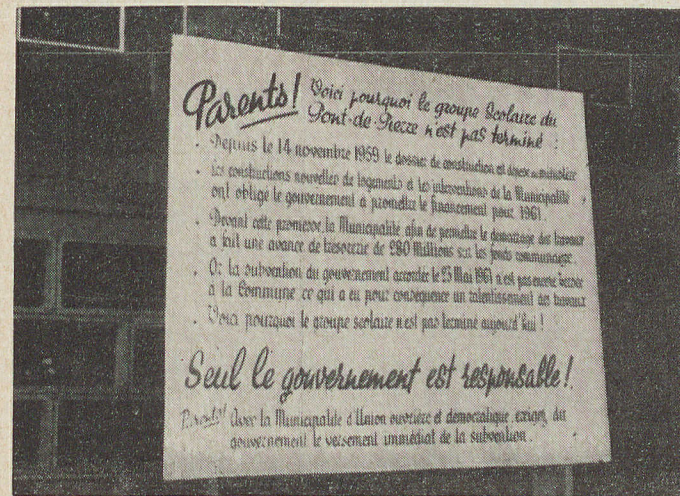 Parents! Voici pourquoi le groupe Scolaire du
Pont-de-Pierre n'est pas terminé :
. Depuis le 14 novembre 1959 le dossier de construction est au ministère
. Les constructions nouvelles de logements et les interventions de la Municipalité
ont obligé le gouvernement à promettre le financement pour 1961.
. Devant cette promesse, la Municipalité afin de permettre le démarrage des travaux
a fait une avance de trésorerie de 280 Millions sur les fonds communaux.
. Or la subvention du gouvernement accordée le 25 Mai 1961 n'est pas encore versée
à la Commune ce qui a eu pour conséquence un ralentissement des travaux
. Voici pourquoi le groupe scolaire n'est pas terminé aujourd'hui !
Seul le gouvernement est responsable !
Parents! Avec la Municipalité d'Union ouvrière et démocratique, exigez du
gouvernement le versement immédiat de la subvention.